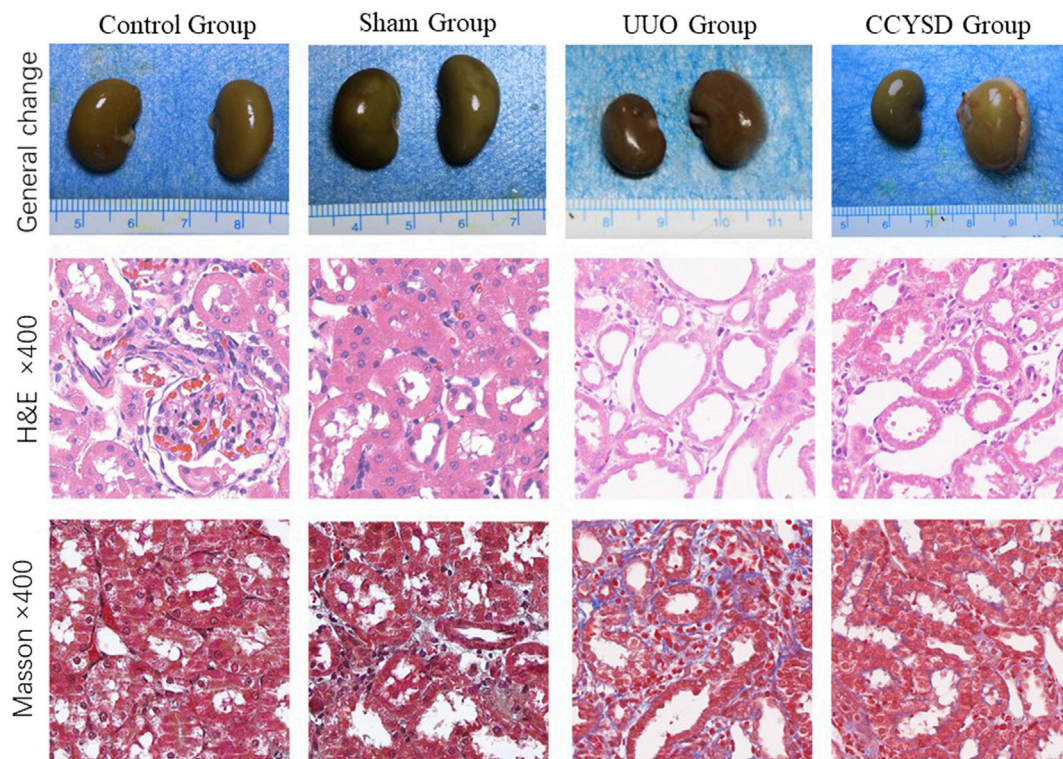 Control Group
Sham Group
UUO Group
CCYSD Group
General change
5 6 7 8
4 5 6 7
8 9 10 11
5 6 7 8 9 10
H&E ×400
Masson ×400